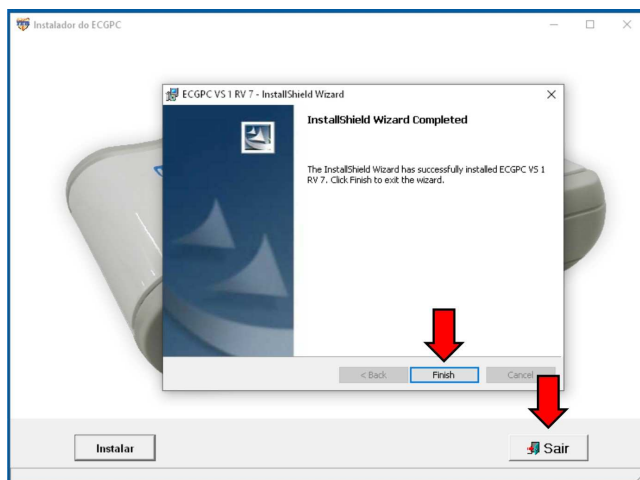 Instalador do ECGPC
ECGPC VS 1 RV 7 - InstallShield Wizard
InstallShield Wizard Completed
The InstallShield Wizard has successfully installed ECGPC VS 1
RV 7. Click Finish to exit the wizard.
< Back Finish Cancel
Instalar Sair